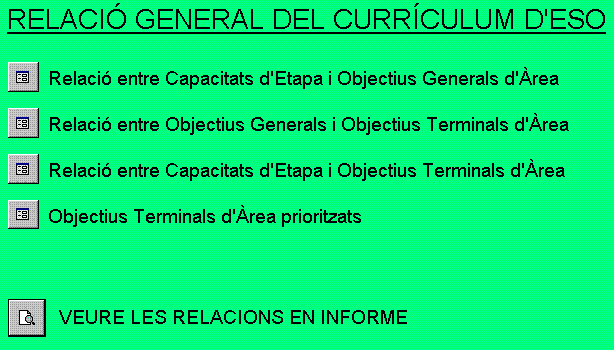 RELACIÓ GENERAL DEL CURRÍCULUM D'ESO
Relació entre Capacitats d'Etapa i Objectius Generals d'Àrea
Relació entre Objectius Generals i Objectius Terminals d'Àrea
Relació entre Capacitats d'Etapa i Objectius Terminals d'Àrea
Objectius Terminals d'Àrea prioritzats
VEURE LES RELACIONS EN INFORME